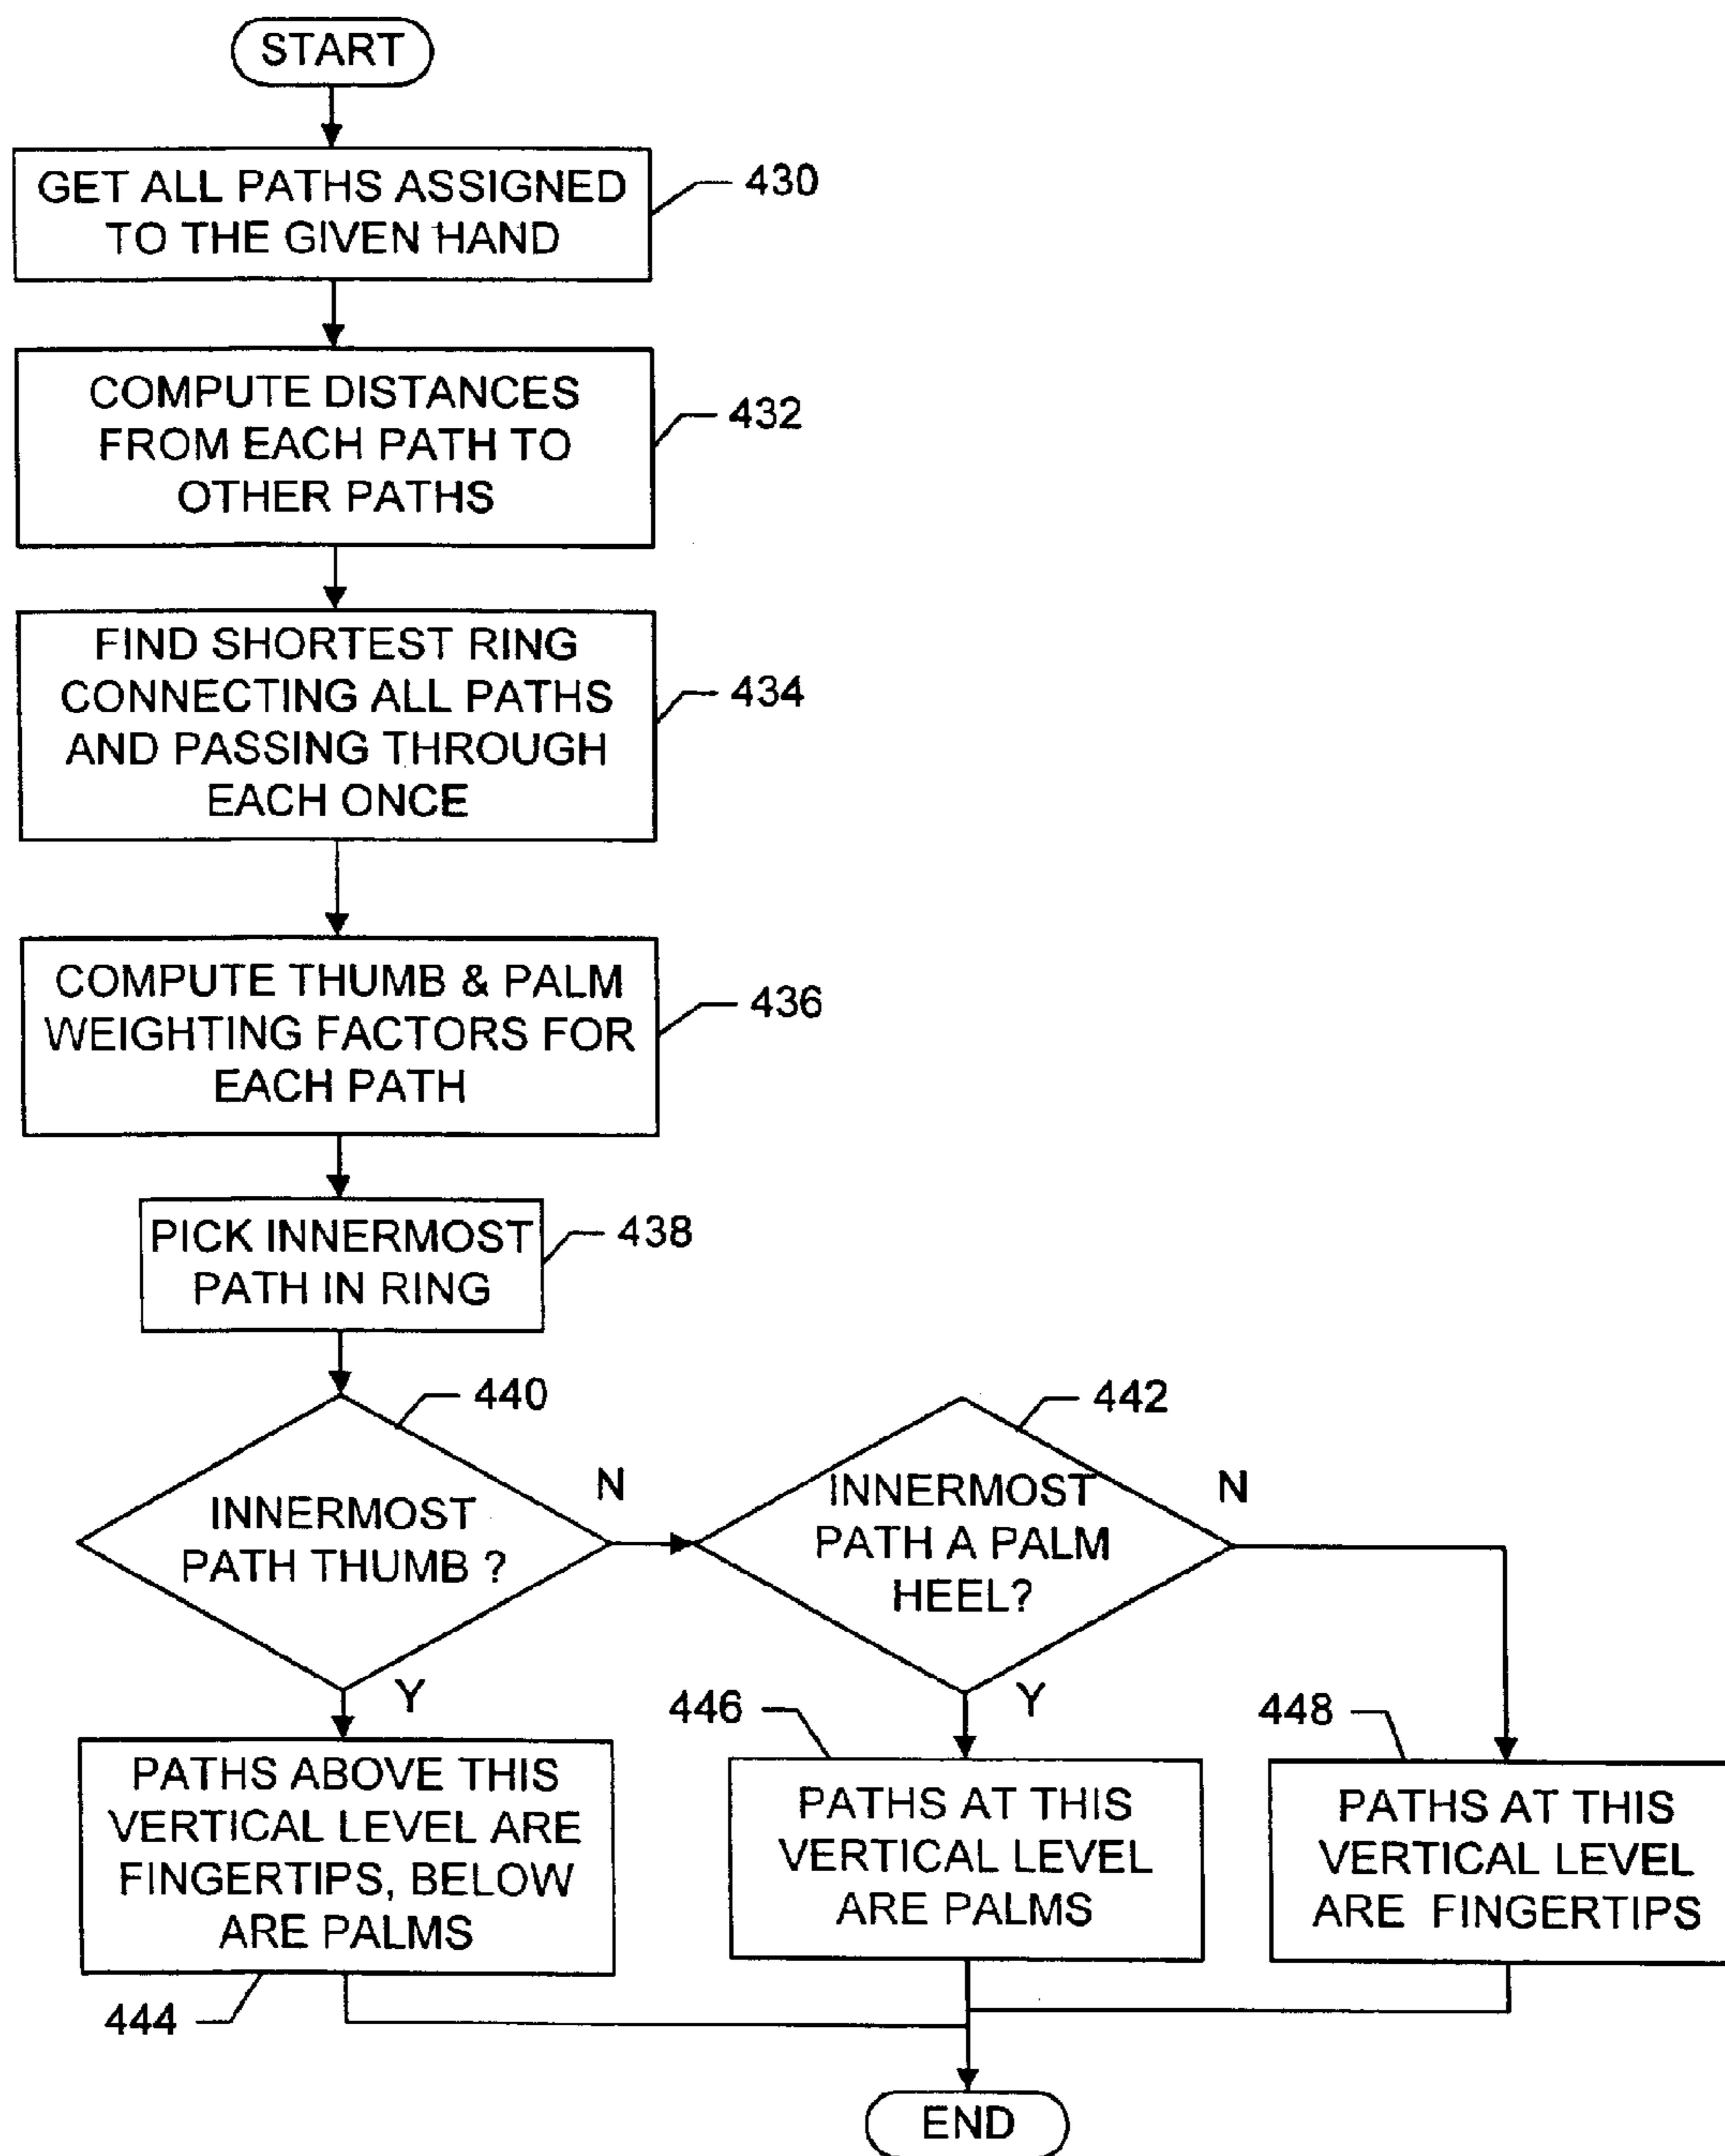 START
GET ALL PATHS ASSIGNED
TO THE GIVEN HAND
430
COMPUTE DISTANCES
FROM EACH PATH TO
OTHER PATHS
432
FIND SHORTEST RING
CONNECTING ALL PATHS
AND PASSING THROUGH
EACH ONCE
434
COMPUTE THUMB & PALM
WEIGHTING FACTORS FOR
EACH PATH
436
PICK INNERMOST
PATH IN RING
438
440
INNERMOST
PATH THUMB ?
N
Y
442
INNERMOST
PATH A PALM
HEEL?
N
Y
PATHS ABOVE THIS
VERTICAL LEVEL ARE
FINGERTIPS, BELOW
ARE PALMS
444
446
PATHS AT THIS
VERTICAL LEVEL
ARE PALMS
448
PATHS AT THIS
VERTICAL LEVEL
ARE FINGERTIPS
END